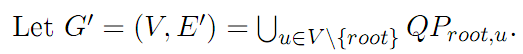 Let G′ = (V, E′) = ⋃_{u∈V\{root}} QP_{root,u}.